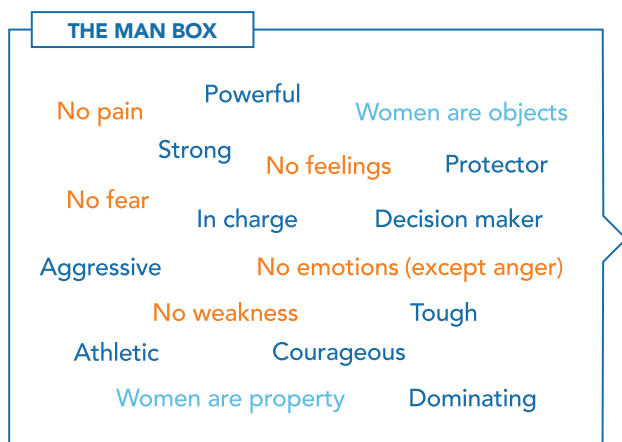 THE MAN BOX
Powerful
No pain
Women are objects
Strong
No feelings
Protector
No fear
In charge
Decision maker
Aggressive
No emotions (except anger)
No weakness
Tough
Athletic
Courageous
Women are property
Dominating